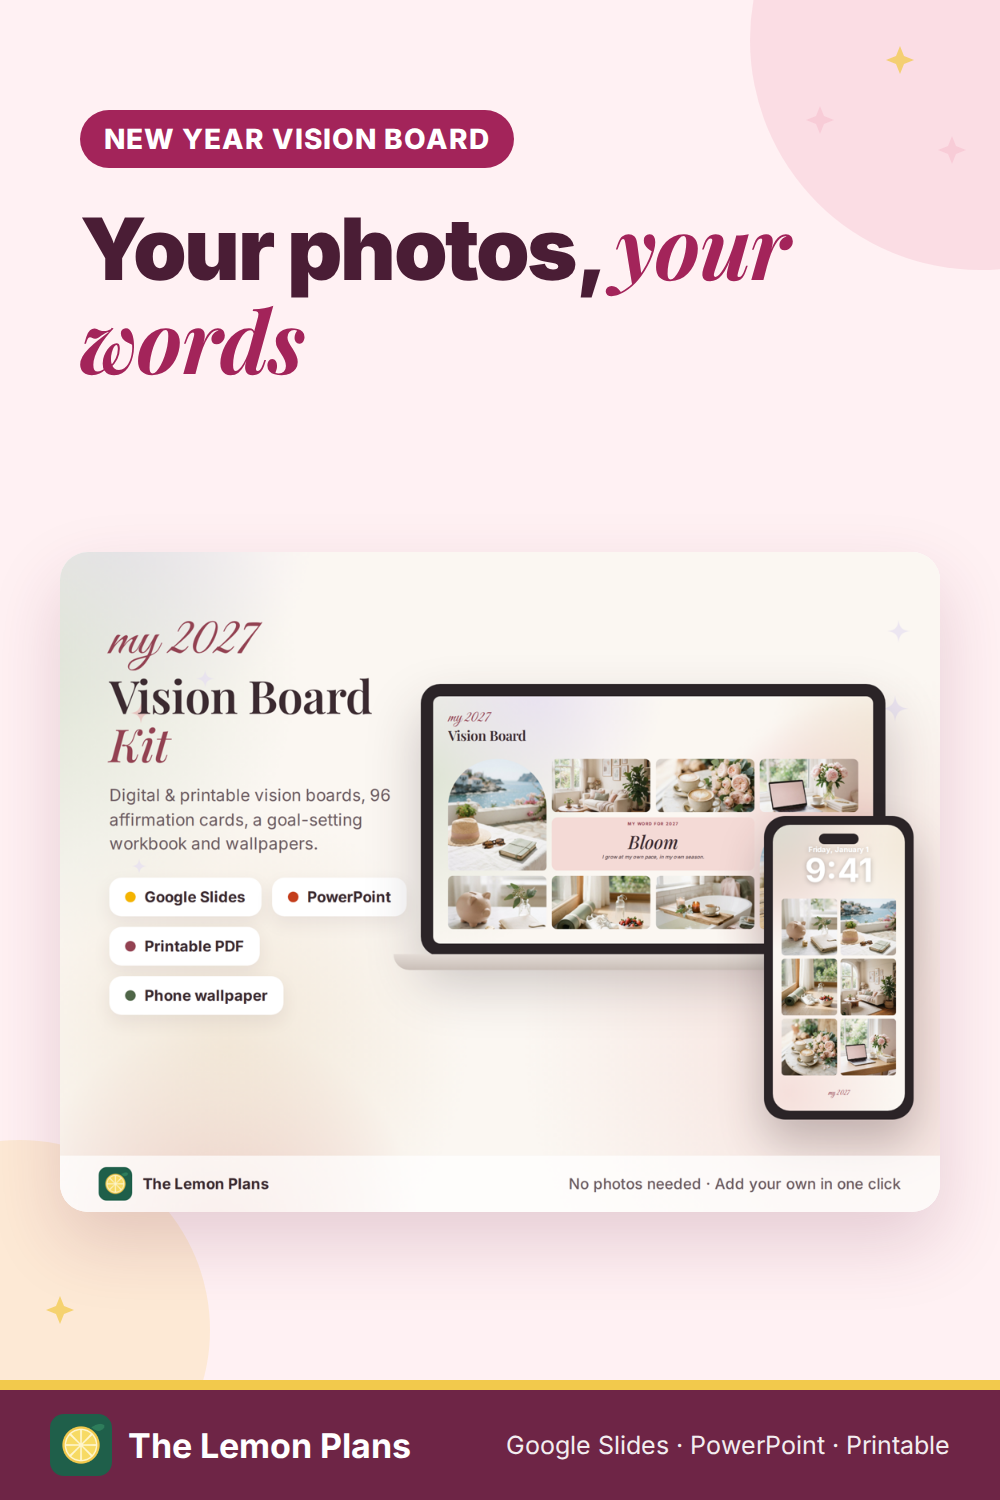 NEW YEAR VISION BOARD
Your photos, your
words
my 2027
Vision Board
Kit
Digital & printable vision boards, 96
affirmation cards, a goal-setting
workbook and wallpapers.
Google Slides
PowerPoint
Printable PDF
Phone wallpaper
my 2027
Vision Board
MY WORD FOR 2027
Bloom
I grow at my own pace, in my own season.
Friday, January 1
9:41
my 2027
The Lemon Plans
No photos needed · Add your own in one click
The Lemon Plans
Google Slides · PowerPoint · Printable